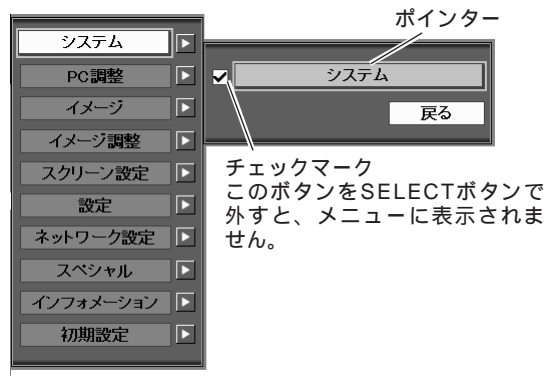 ポインター
システム
PC調整
イメージ
イメージ調整
スクリーン設定
設定
ネットワーク設定
スペシャル
インフォメーション
初期設定
システム
戻る
チェックマーク
このボタンをSELECTボタンで
外すと、メニューに表示されま
せん。